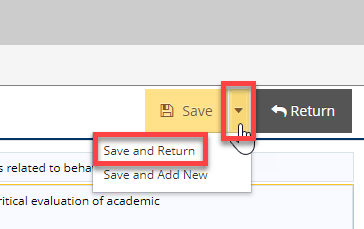 Save
Return
Save and Return
s related to beha
Save and Add New
ritical evaluation of academic